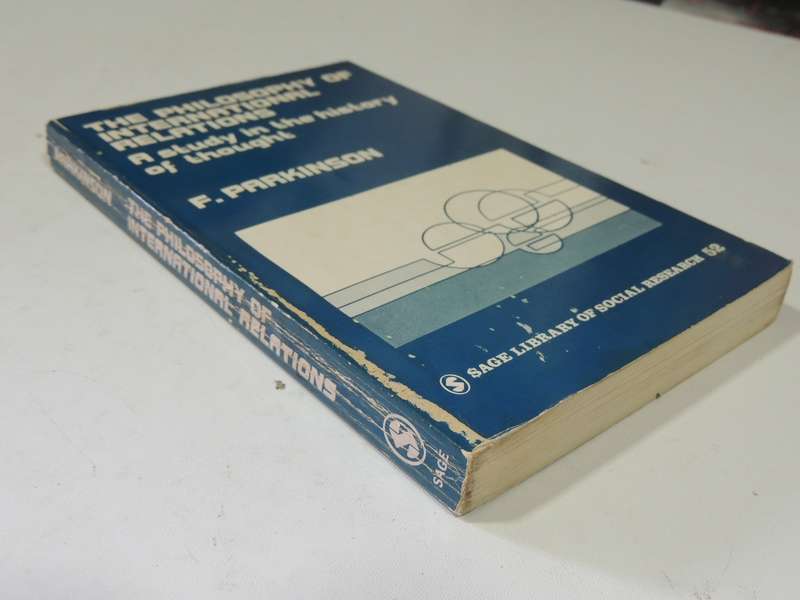 THE PHILOSOPHY OF
INTERNATIONAL
RELATIONS
A study in the history
of thought
F. PARKINSON
S SAGE LIBRARY OF SOCIAL RESEARCH 52
PARKINSON
THE PHILOSOPHY OF
INTERNATIONAL RELATIONS
S
SAGE